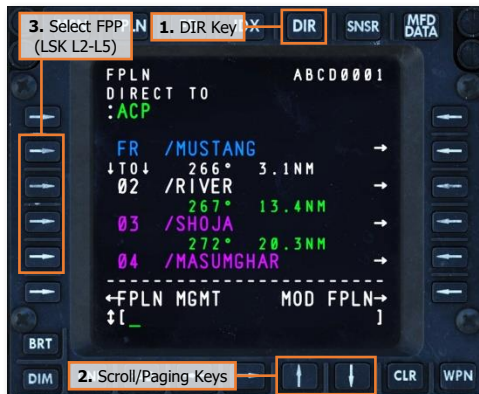 3. Select FPP
(LSK L2-L5)
1. DIR Key
DIR
SNSR
MFD
DATA
FPLN ABCD0001
DIRECT TO
:ACP
FR /MUSTANG →
↓TO↓ 266° 3.1NM
02 /RIVER →
267° 13.4NM
03 /SHOJA →
272° 20.3NM
04 /MASUMGHAR →
←FPLN MGMT MOD FPLN→
↕[_ ]
BRT
DIM
2. Scroll/Paging Keys
CLR
WPN